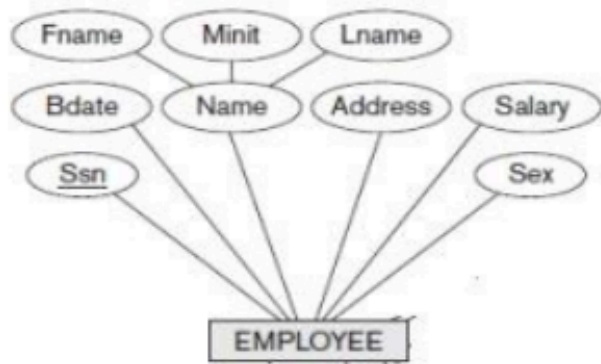 Fname Minit Lname
Bdate Name Address Salary
Ssn Sex
EMPLOYEE